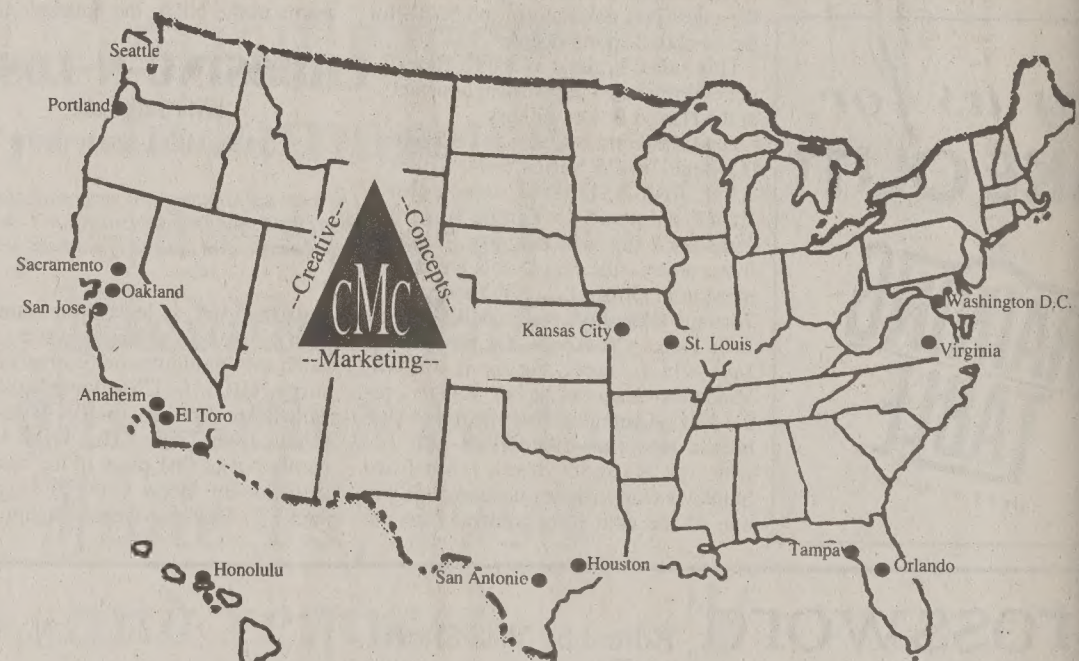 Seattle
Portland
Sacramento
Oakland
San Jose
Anaheim
El Toro
Honolulu
--Creative--
--Concepts--
CMC
--Marketing--
Kansas City
St. Louis
Washington D.C.
Virginia
San Antonio
Houston
Tampa
Orlando